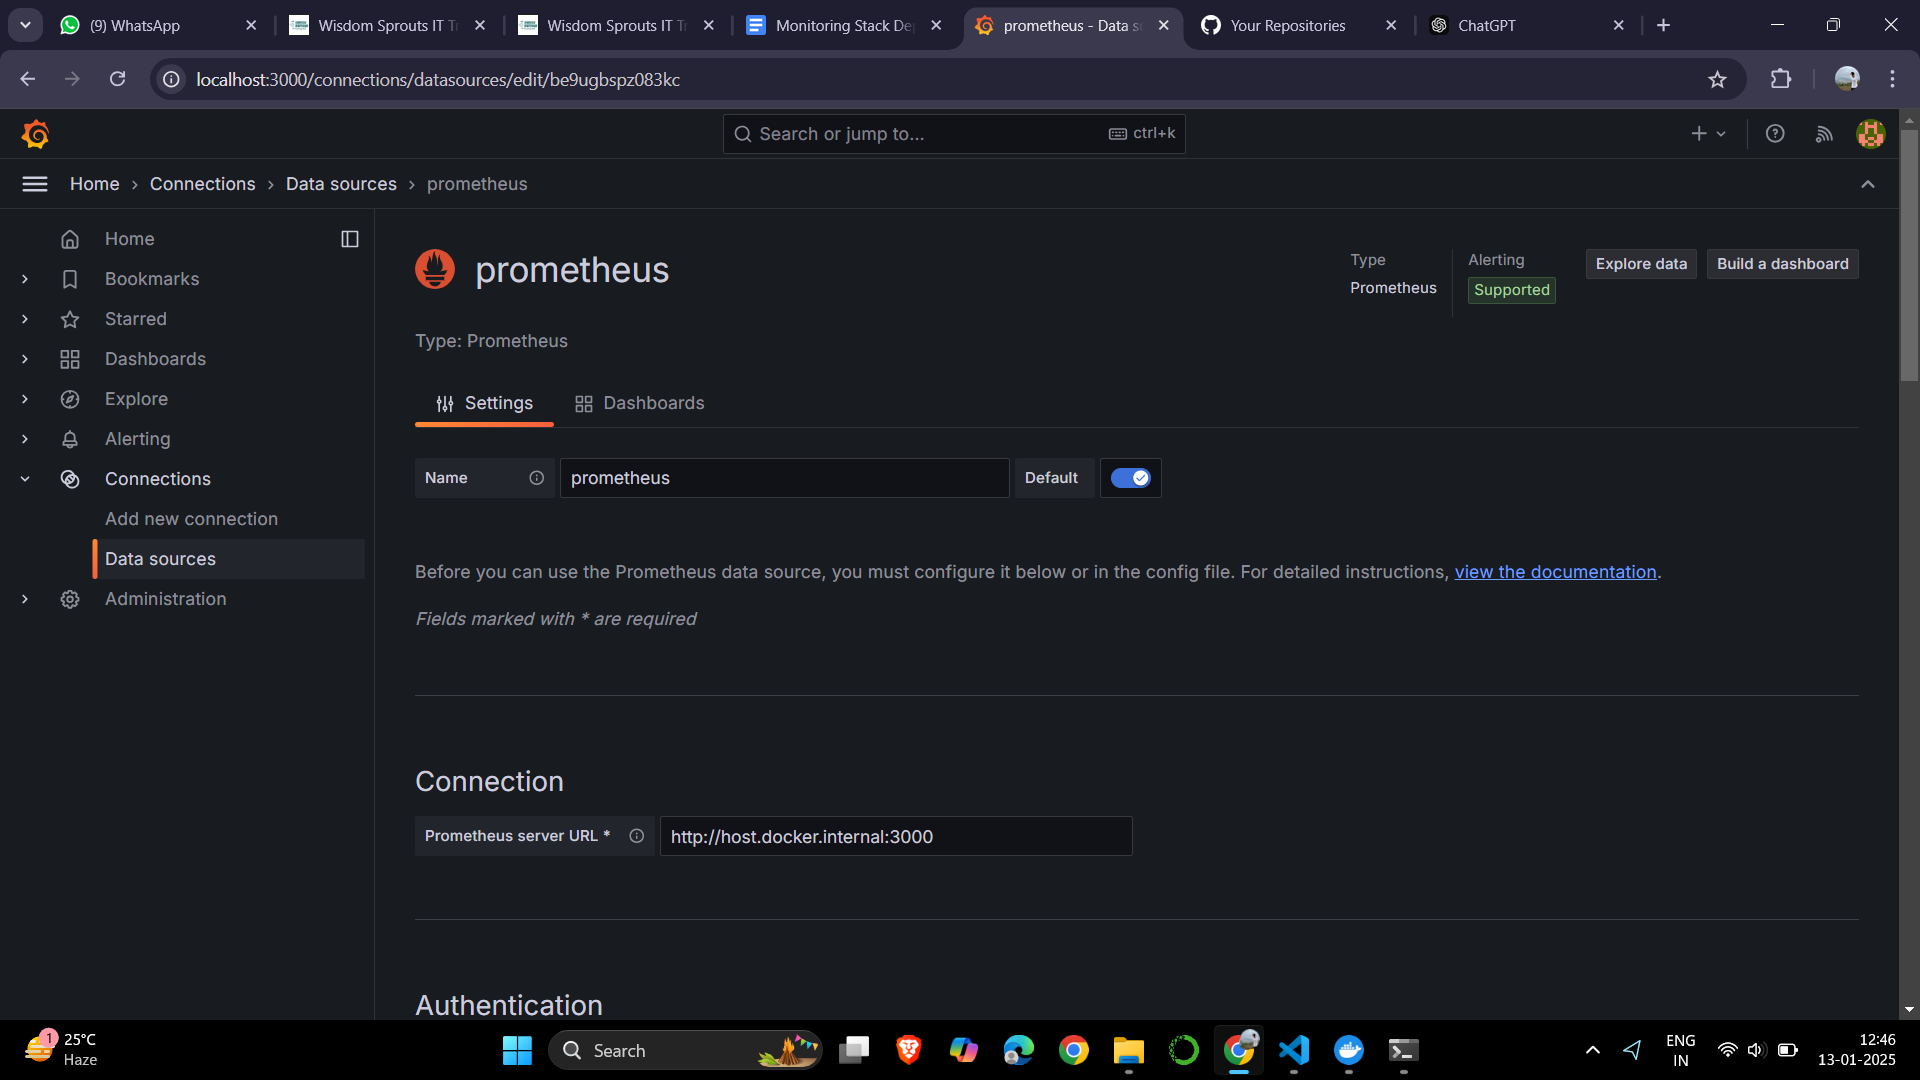 (9) WhatsApp
Wisdom Sprouts IT Tr
Wisdom Sprouts IT Tr
Monitoring Stack Dep
prometheus - Data so
Your Repositories
ChatGPT
localhost:3000/connections/datasources/edit/be9ugbspz083kc
Search or jump to...
ctrl+k
Home › Connections › Data sources › prometheus
Home
Bookmarks
Starred
Dashboards
Explore
Alerting
Connections
Add new connection
Data sources
Administration
prometheus
Type
Prometheus
Alerting
Supported
Explore data
Build a dashboard
Type: Prometheus
Settings
Dashboards
Name
prometheus
Default
Before you can use the Prometheus data source, you must configure it below or in the config file. For detailed instructions, view the documentation.
Fields marked with * are required
Connection
Prometheus server URL *
http://host.docker.internal:3000
Authentication
1
25°C
Haze
Search
ENG
IN
12:46
13-01-2025